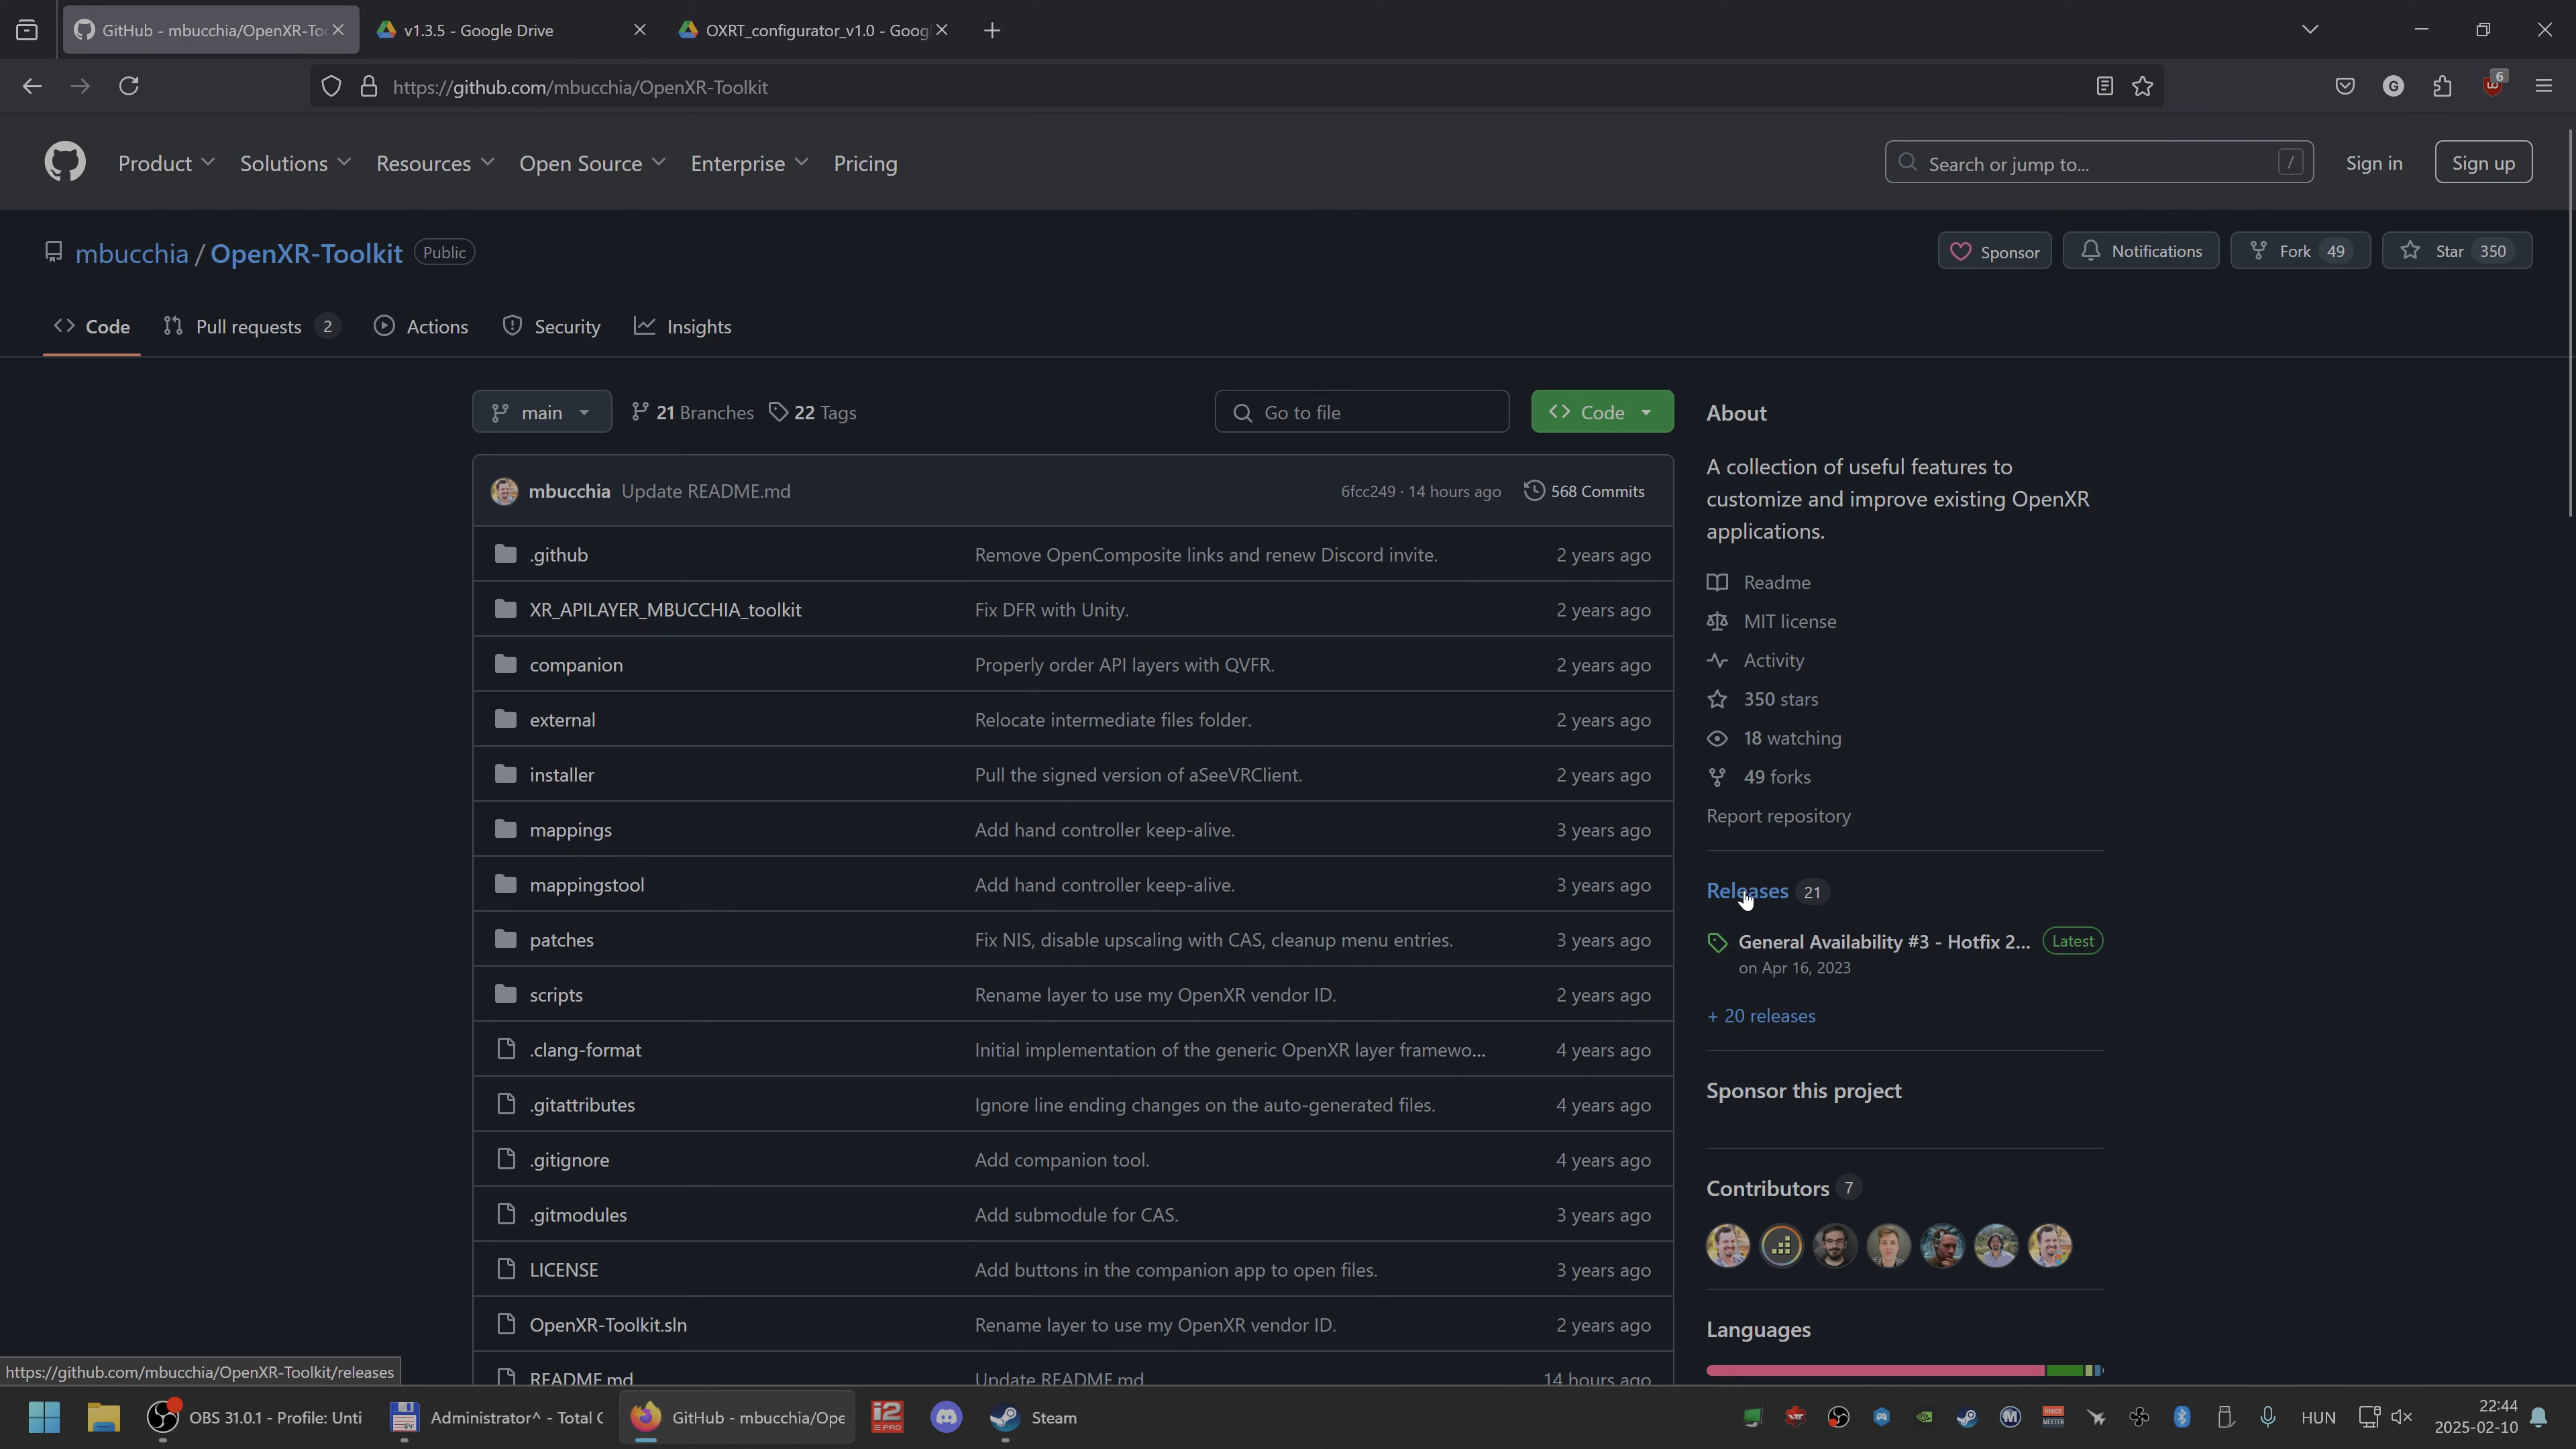 GitHub - mbucchia/OpenXR-To
v1.3.5 - Google Drive
OXRT_configurator_v1.0 - Goog
https://github.com/mbucchia/OpenXR-Toolkit
6
Product
Solutions
Resources
Open Source
Enterprise
Pricing
Search or jump to...
/
Sign in
Sign up
mbucchia / OpenXR-Toolkit
Public
Sponsor
Notifications
Fork 49
Star 350
Code
Pull requests 2
Actions
Security
Insights
main
21 Branches
22 Tags
Go to file
Code
mbucchia Update README.md 6fcc249 · 14 hours ago 568 Commits
.github Remove OpenComposite links and renew Discord invite. 2 years ago
XR_APILAYER_MBUCCHIA_toolkit Fix DFR with Unity. 2 years ago
companion Properly order API layers with QVFR. 2 years ago
external Relocate intermediate files folder. 2 years ago
installer Pull the signed version of aSeeVRClient. 2 years ago
mappings Add hand controller keep-alive. 3 years ago
mappingstool Add hand controller keep-alive. 3 years ago
patches Fix NIS, disable upscaling with CAS, cleanup menu entries. 3 years ago
scripts Rename layer to use my OpenXR vendor ID. 2 years ago
.clang-format Initial implementation of the generic OpenXR layer framewo... 4 years ago
.gitattributes Ignore line ending changes on the auto-generated files. 4 years ago
.gitignore Add companion tool. 4 years ago
.gitmodules Add submodule for CAS. 3 years ago
LICENSE Add buttons in the companion app to open files. 3 years ago
OpenXR-Toolkit.sln Rename layer to use my OpenXR vendor ID. 2 years ago
README.md Update README.md 14 hours ago
About
A collection of useful features to
customize and improve existing OpenXR
applications.
Readme
MIT license
Activity
350 stars
18 watching
49 forks
Report repository
Releases 21
General Availability #3 - Hotfix 2... Latest
on Apr 16, 2023
+ 20 releases
Sponsor this project
Contributors 7
Languages
https://github.com/mbucchia/OpenXR-Toolkit/releases
OBS 31.0.1 - Profile: Unti
Administrator^ - Total C
GitHub - mbucchia/Ope
i2
PRO
Steam
HUN
22:44
2025-02-10